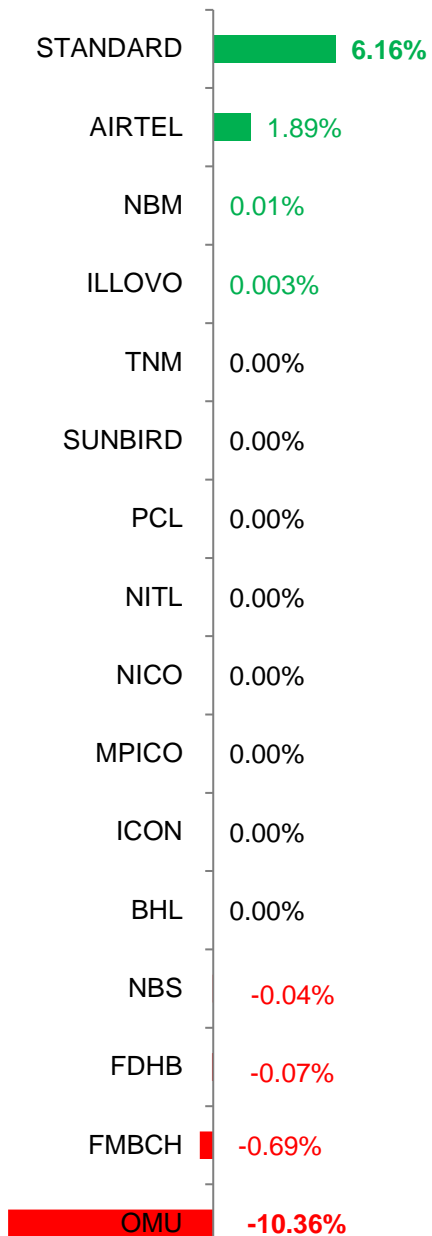 STANDARD 6.16%
AIRTEL 1.89%
NBM 0.01%
ILLOVO 0.003%
TNM 0.00%
SUNBIRD 0.00%
PCL 0.00%
NITL 0.00%
NICO 0.00%
MPICO 0.00%
ICON 0.00%
BHL 0.00%
NBS -0.04%
FDHB -0.07%
FMBCH -0.69%
OMU -10.36%